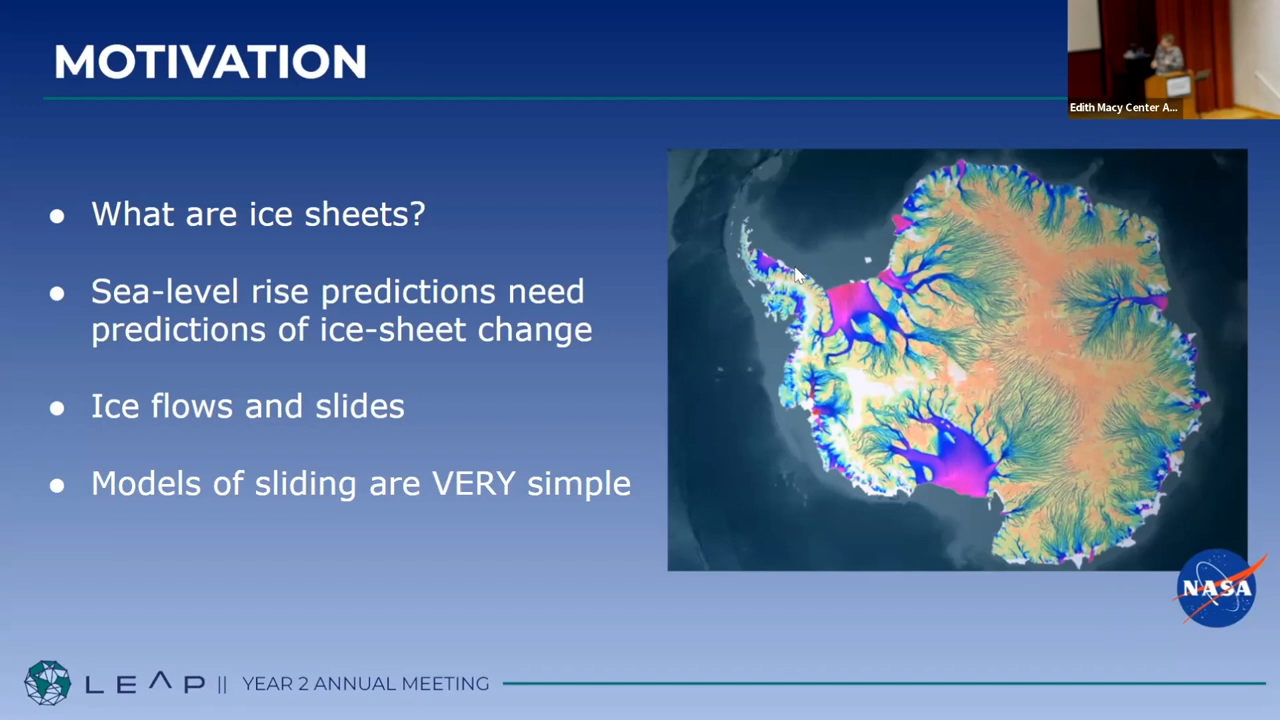 MOTIVATION
Edith Macy Center A...
● What are ice sheets?
● Sea-level rise predictions need
predictions of ice-sheet change
● Ice flows and slides
● Models of sliding are VERY simple
NASA
LEAP || YEAR 2 ANNUAL MEETING